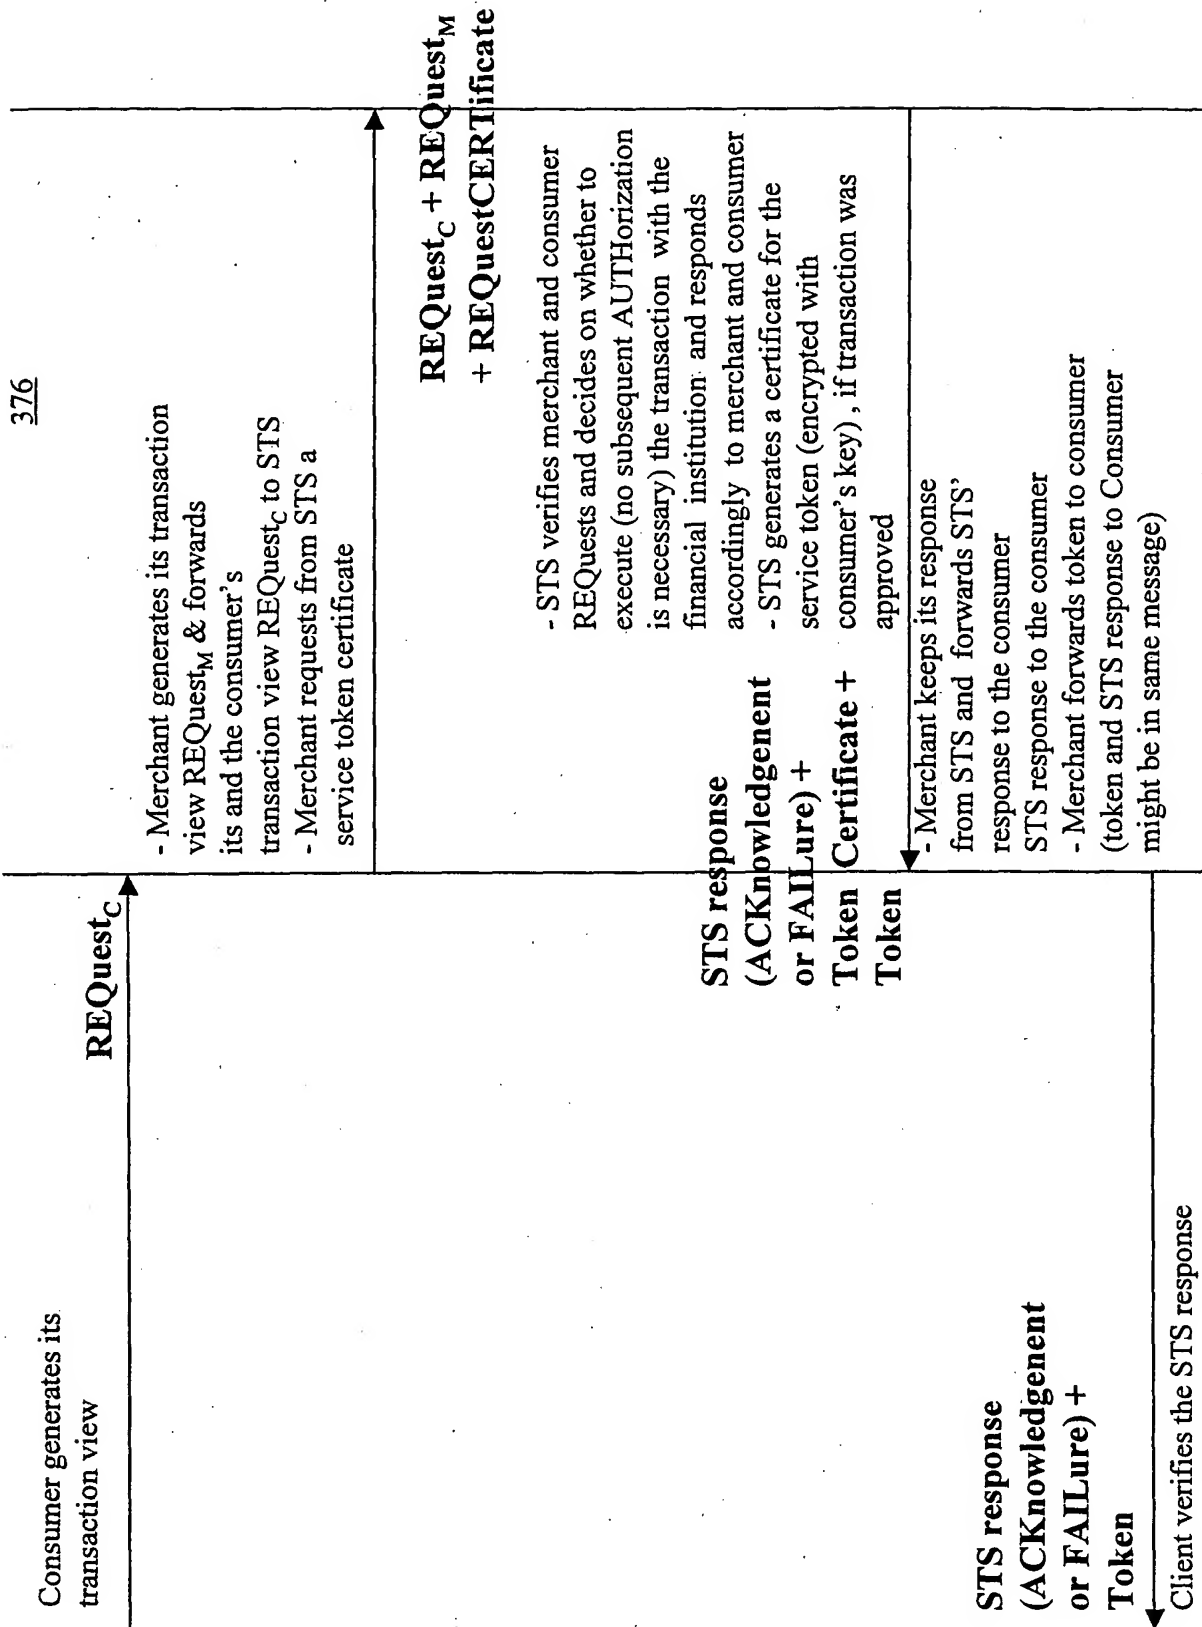 376
Consumer generates its
transaction view
REQuest_C
- Merchant generates its transaction
view REQuest_M & forwards
its and the consumer's
transaction view REQuest_C to STS
- Merchant requests from STS a
service token certificate
REQuest_C + REQuest_M
+ REQuestCERTificate
- STS verifies merchant and consumer
REQuests and decides on whether to
execute (no subsequent AUTHorization
is necessary) the transaction with the
financial institution and responds
accordingly to merchant and consumer
- STS generates a certificate for the
service token (encrypted with
consumer's key), if transaction was
approved
STS response
(ACKnowledgenent
or FAILure) +
Token Certificate +
Token
- Merchant keeps its response
from STS and forwards STS'
response to the consumer
STS response to the consumer
- Merchant forwards token to consumer
(token and STS response to Consumer
might be in same message)
STS response
(ACKnowledgenent
or FAILure) +
Token
Client verifies the STS response